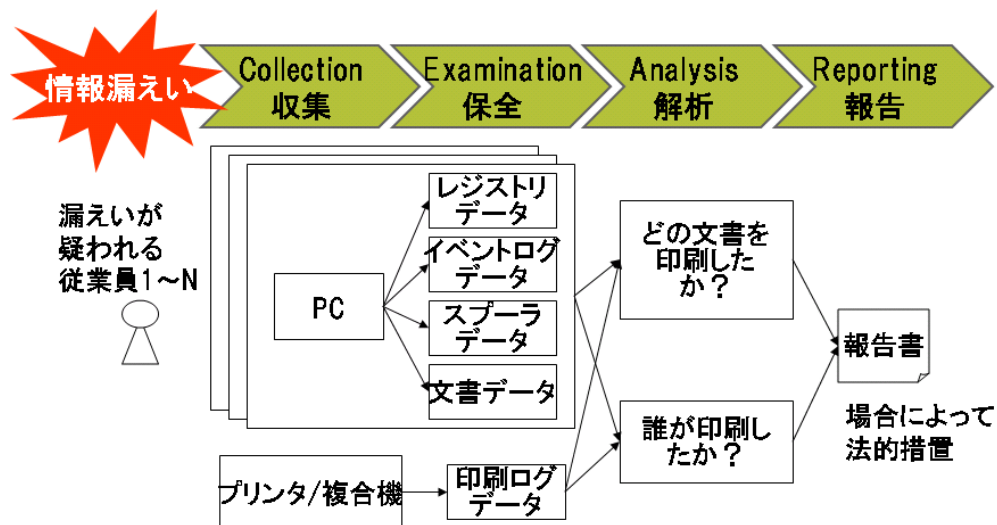 情報漏えい
Collection
収集
Examination
保全
Analysis
解析
Reporting
報告
漏えいが
疑われる
従業員1~N
PC
レジストリ
データ
イベントログ
データ
スプーラ
データ
文書データ
プリンタ/複合機
印刷ログ
データ
どの文書を
印刷した
か?
誰が印刷し
たか?
報告書
場合によって
法的措置